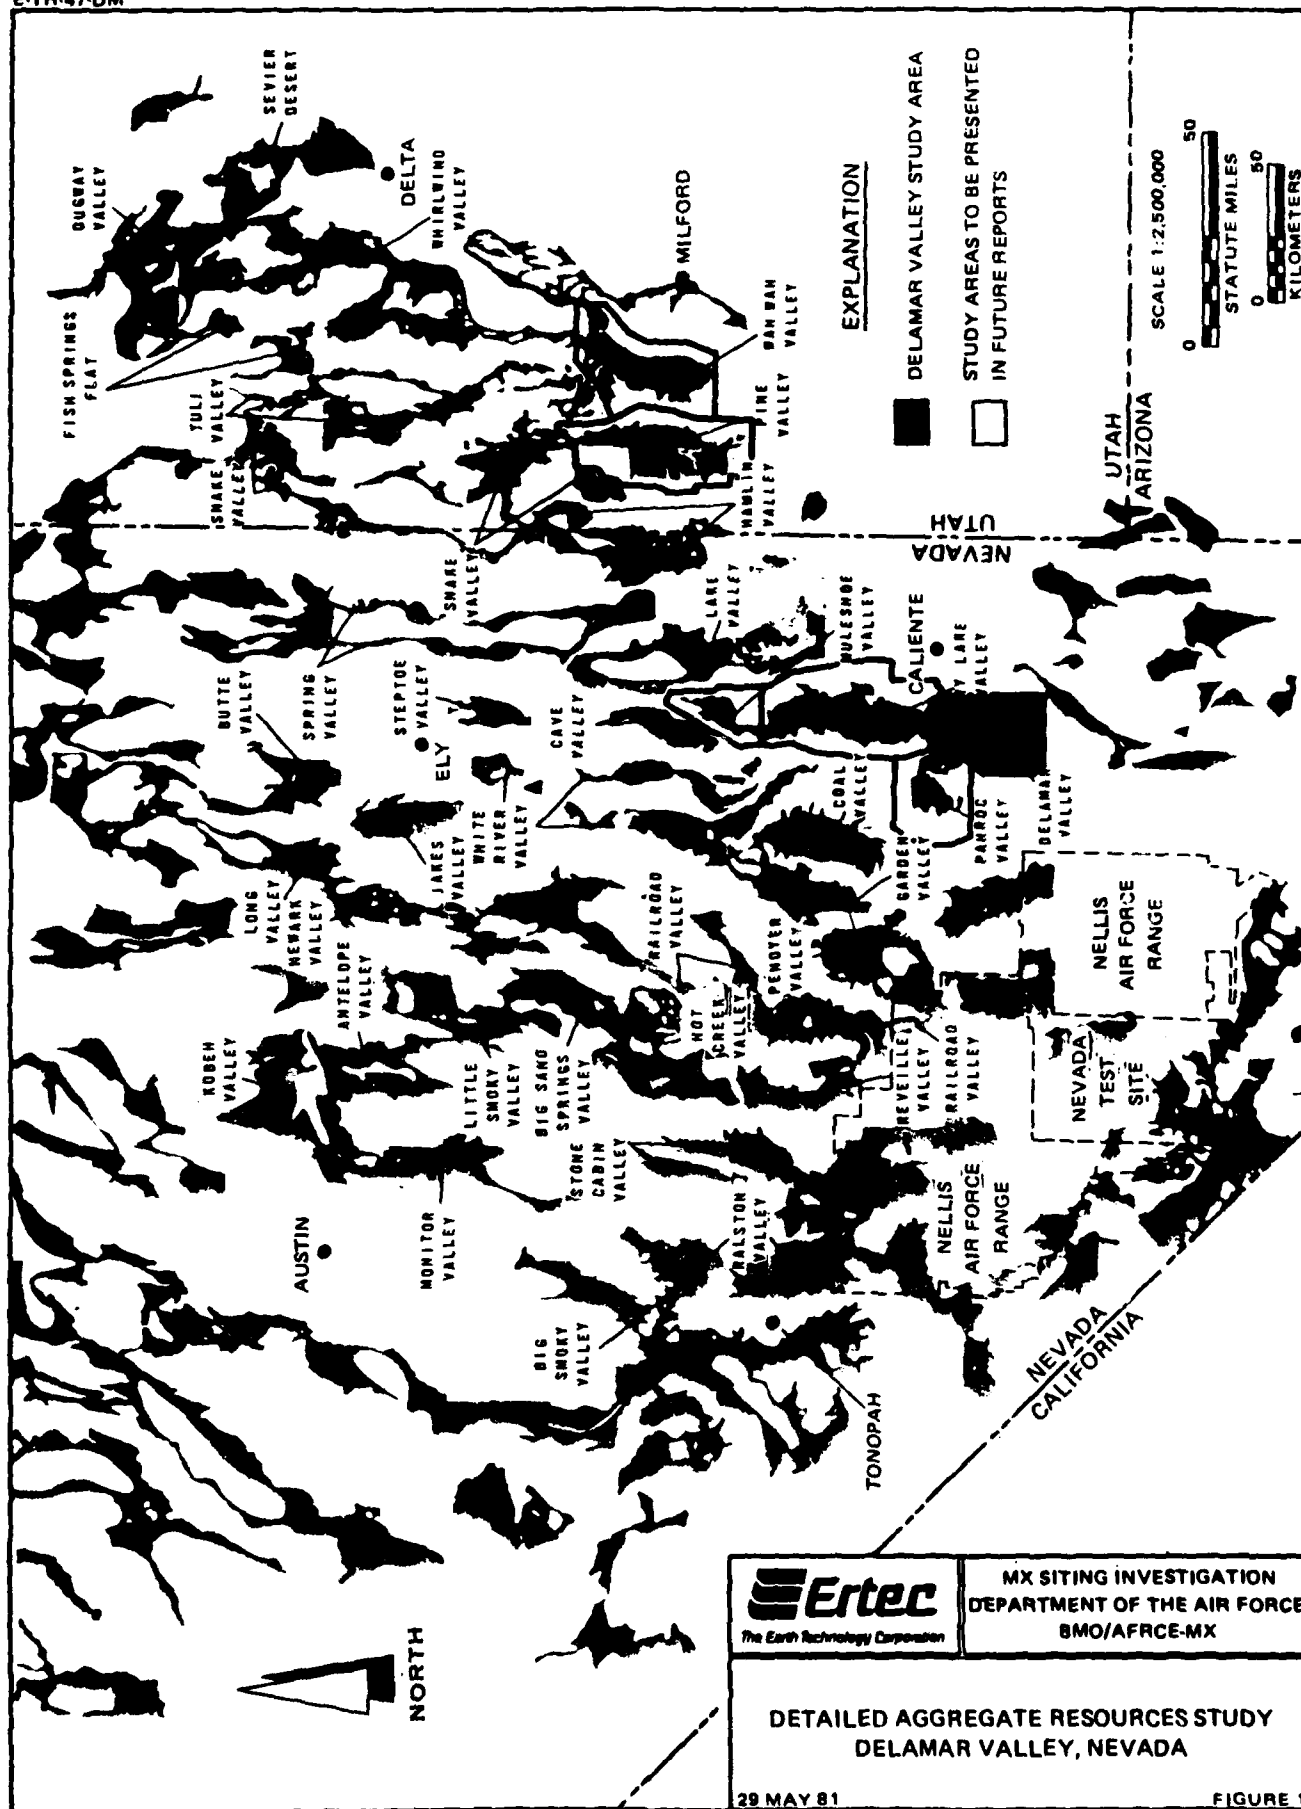 E-TR-47-DM
DUGWAY
VALLEY
SEVIER
DESERT
DELTA
WHIRLWIND
VALLEY
FISH SPRINGS
FLAT
TULE
VALLEY
SNAKE
VALLEY
MILFORD
WAH WAH
VALLEY
PINE
VALLEY
HAMLIN
VALLEY
UTAH
NEVADA
UTAH
ARIZONA
EXPLANATION
DELAMAR VALLEY STUDY AREA
STUDY AREAS TO BE PRESENTED
IN FUTURE REPORTS
SCALE 1:2,500,000
0 50
STATUTE MILES
0 50
KILOMETERS
SNAKE
VALLEY
LAKE
VALLEY
MULESHOE
VALLEY
CALIENTE
LAKE
VALLEY
BUTTE
VALLEY
SPRING
VALLEY
STEPTOE
VALLEY
ELY
CAVE
VALLEY
COAL
VALLEY
DELAMAR
VALLEY
PAHROC
VALLEY
JAKES
VALLEY
WHITE
RIVER
VALLEY
GARDEN
VALLEY
LONG
VALLEY
NEWARK
VALLEY
ANTELOPE
VALLEY
RAILROAD
VALLEY
PENOYER
VALLEY
NELLIS
AIR FORCE
RANGE
KOBEH
VALLEY
LITTLE
SMOKY
VALLEY
BIG SAND
SPRINGS
VALLEY
HOT
CREEK
VALLEY
REVEILLE
VALLEY
RAILROAD
VALLEY
NEVADA
TEST
SITE
STONE
CABIN
VALLEY
MONITOR
VALLEY
RALSTON
VALLEY
NELLIS
AIR FORCE
RANGE
AUSTIN
BIG
SMOKY
VALLEY
TONOPAH
NEVADA
CALIFORNIA
NORTH
Ertec
The Earth Technology Corporation
MX SITING INVESTIGATION
DEPARTMENT OF THE AIR FORCE
BMO/AFRCE-MX
DETAILED AGGREGATE RESOURCES STUDY
DELAMAR VALLEY, NEVADA
29 MAY 81
FIGURE 1